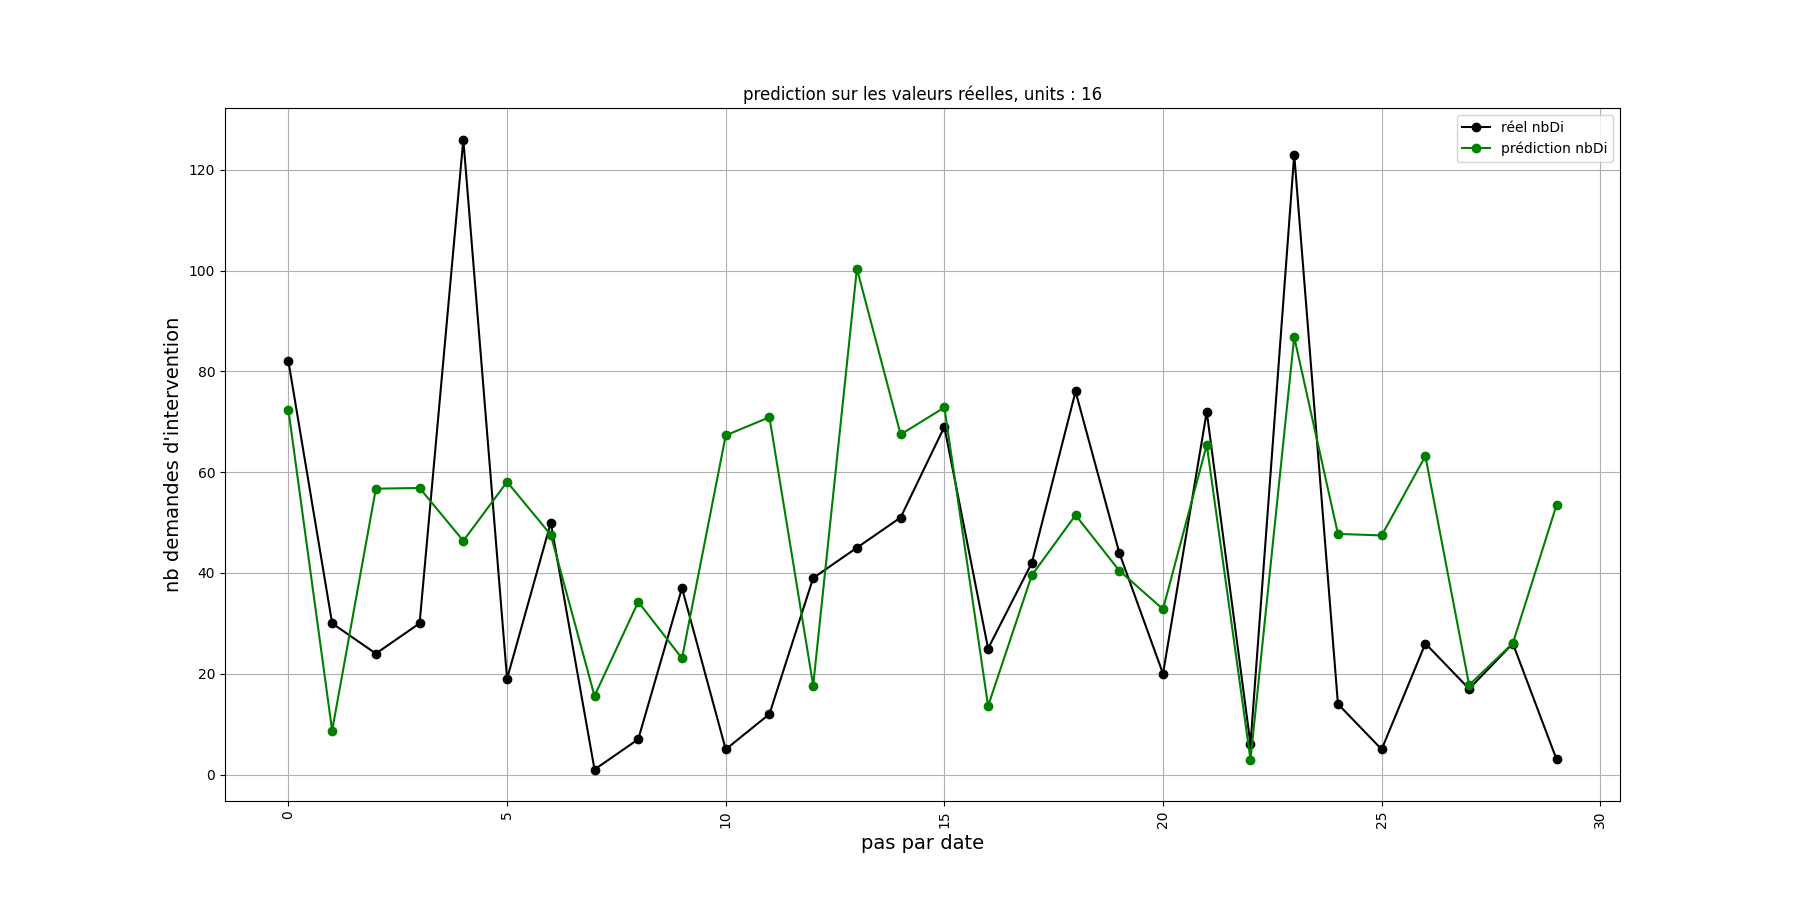 prediction sur les valeurs réelles, units : 16
réel nbDi
prédiction nbDi
nb demandes d'intervention
120
100
80
60
40
20
0
0
5
10
15
20
25
30
pas par date